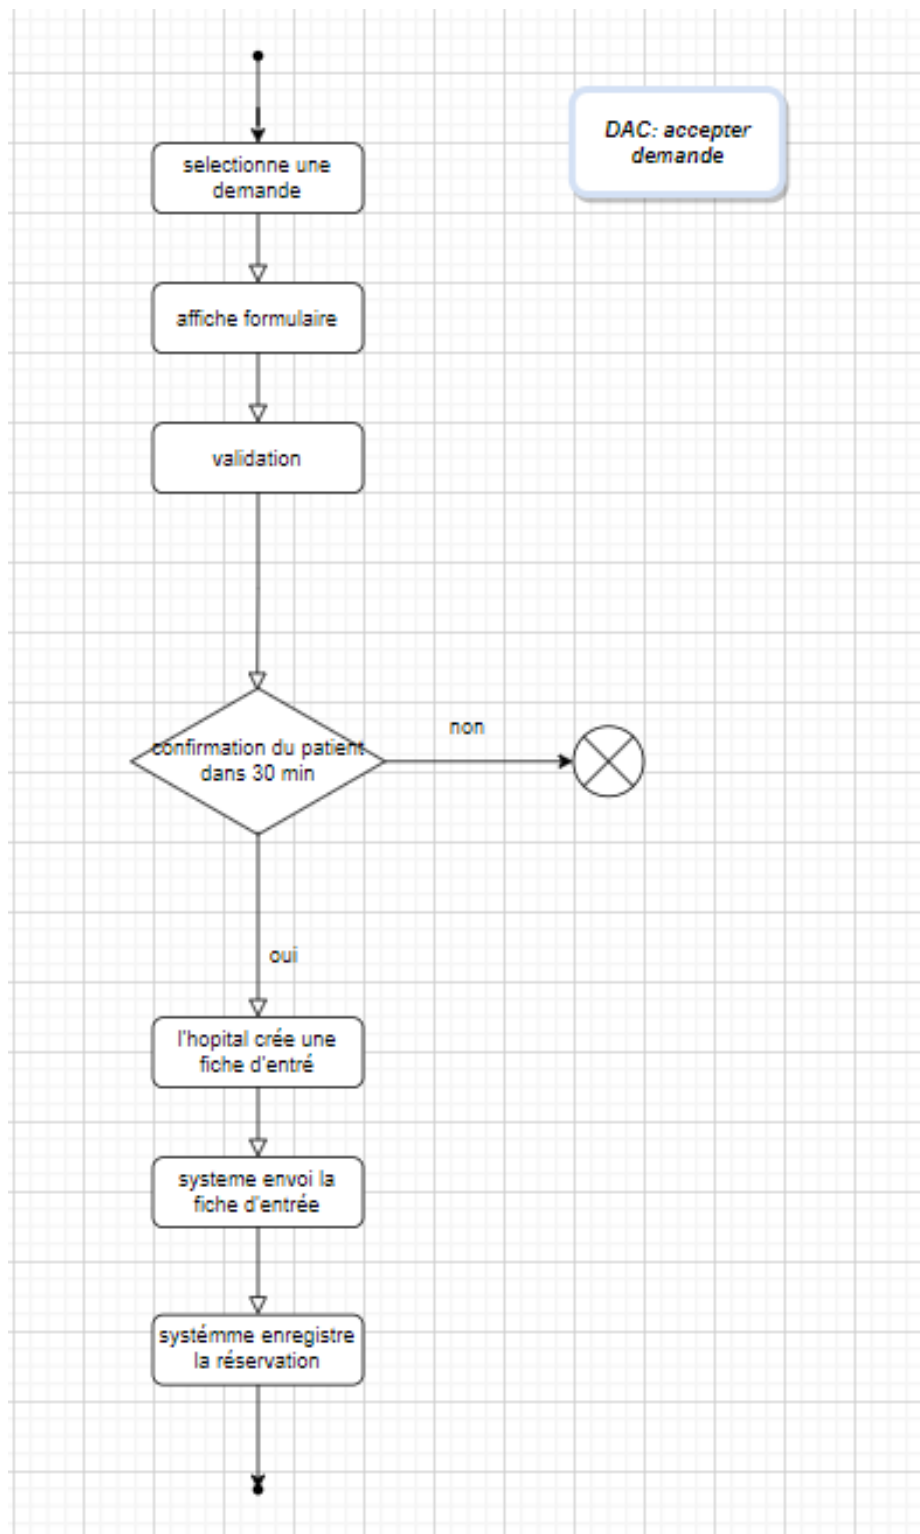 DAC: accepter
demande
selectionne une
demande
affiche formulaire
validation
confirmation du patient
dans 30 min
non
oui
l'hopital crée une
fiche d'entré
systeme envoi la
fiche d'entrée
systémme enregistre
la réservation